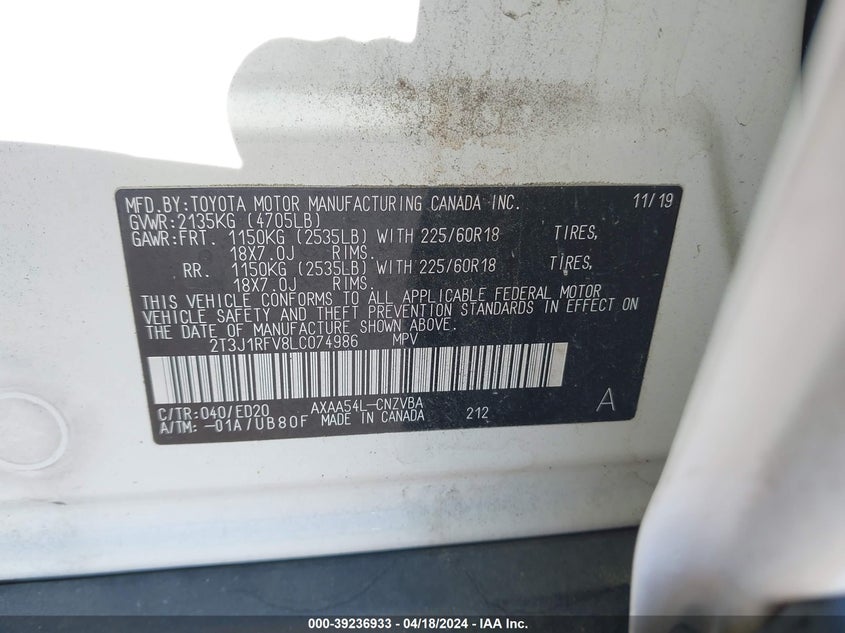 MFD.BY:TOYOTA MOTOR MANUFACTURING CANADA INC. 11/19
GVWR:2135KG (4705LB)
GAWR:FRT. 1150KG (2535LB) WITH 225/60R18 TIRES,
18X7.0J RIMS.
RR. 1150KG (2535LB) WITH 225/60R18 TIRES,
18X7.0J RIMS.
THIS VEHICLE CONFORMS TO ALL APPLICABLE FEDERAL MOTOR
VEHICLE SAFETY AND THEFT PREVENTION STANDARDS IN EFFECT ON
THE DATE OF MANUFACTURE SHOWN ABOVE.
2T3J1RFV8LC074986 MPV
C/TR:040/ED20 AXAA54L-CNZVBA
A/TM:-01A/UB80F MADE IN CANADA 212 A
000-39236933 - 04/18/2024 - IAA Inc.